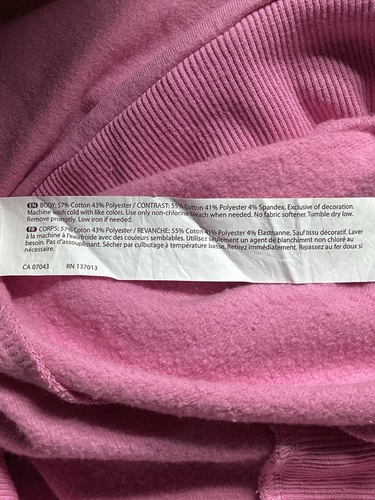 EN BODY: 57% Cotton 43% Polyester / CONTRAST: 55% Cotton 41% Polyester 4% Spandex. Exclusive of decoration.
Machine wash cold with like colors. Use only non-chlorine bleach when needed. No fabric softener. Tumble dry low.
Remove promptly. Low iron if needed.
FR CORPS: 57% Coton 43% Polyester / REVANCHE: 55% Coton 41% Polyester 4% Élasthanne. Sauf tissu décoratif. Laver
à la machine à l'eau froide avec des couleurs semblables. Utilisez seulement un agent de blanchiment non chloré au
besoin. Pas d'assouplissant. Sécher par culbutage à température basse. Retirez immédiatement. Repassez au fer doux si
nécessaire.
CA 07043 RN 137013